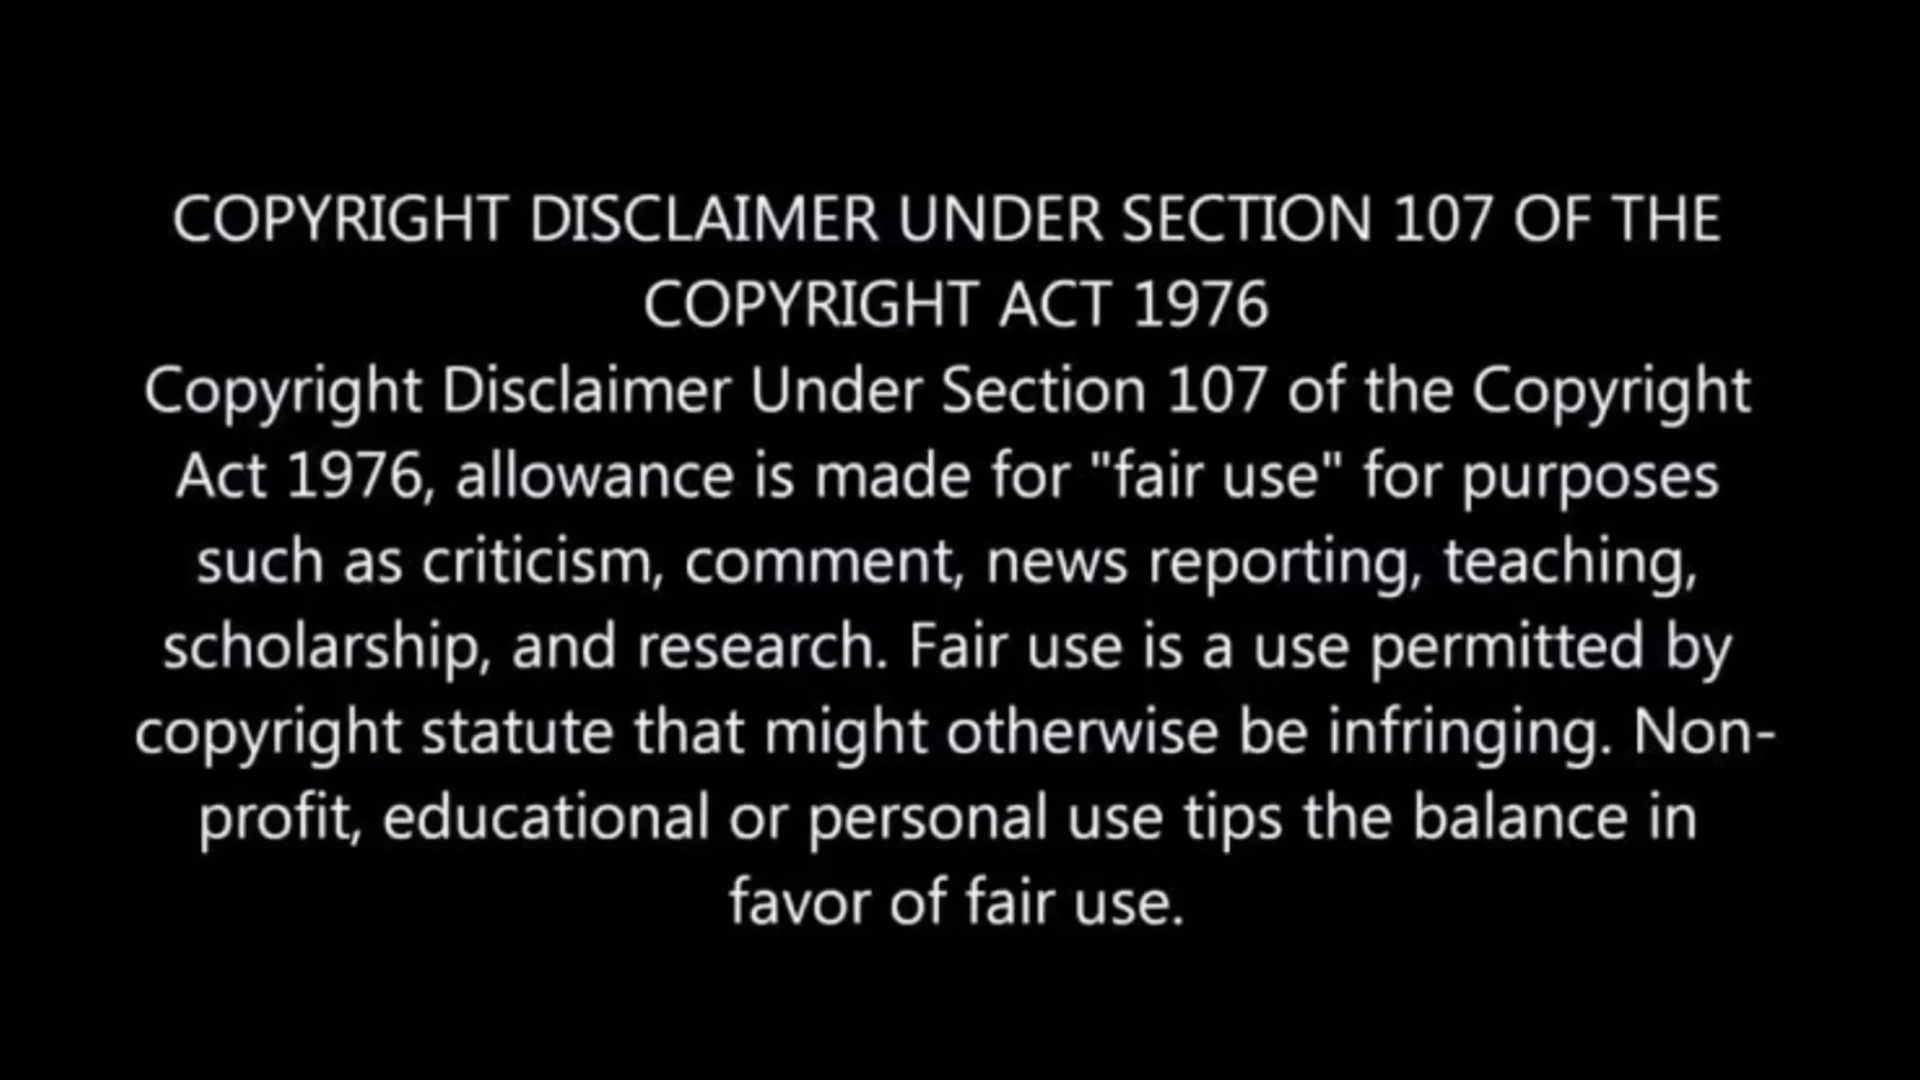 COPYRIGHT DISCLAIMER UNDER SECTION 107 OF THE
COPYRIGHT ACT 1976
Copyright Disclaimer Under Section 107 of the Copyright
Act 1976, allowance is made for "fair use" for purposes
such as criticism, comment, news reporting, teaching,
scholarship, and research. Fair use is a use permitted by
copyright statute that might otherwise be infringing. Non-
profit, educational or personal use tips the balance in
favor of fair use.